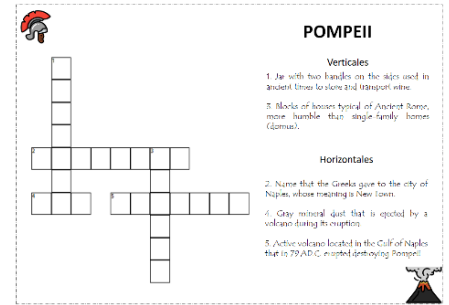 POMPEII
Verticales
1. Jar with two handles on the sides used in
ancient times to store and transport wine.
3. Blocks of houses typical of Ancient Rome,
more humble than single-family homes
(domus).
Horizontales
2. Name that the Greeks gave to the city of
Naples, whose meaning is New Town.
4. Gray mineral dust that is ejected by a
volcano during its eruption.
5. Active volcano located in the Gulf of Naples
that in 79 A.D.C. erupted destroying Pompeii.
1
2
3
4
5